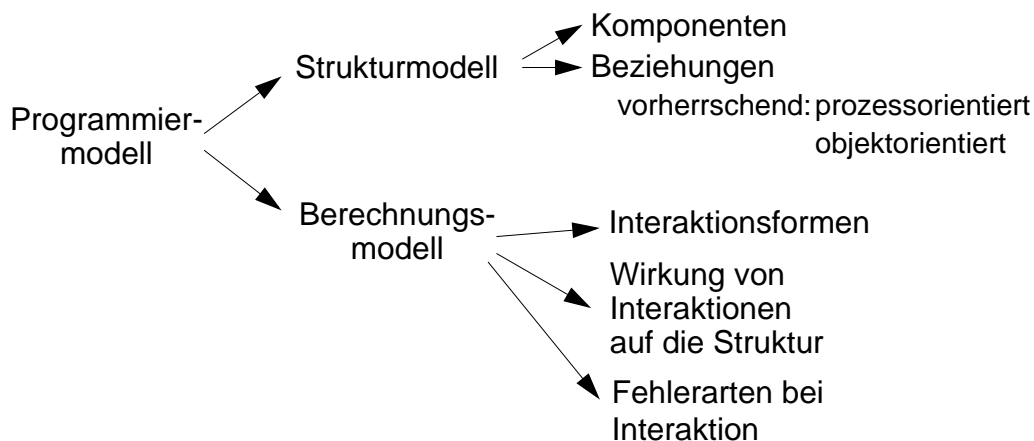 Programmier-
modell
Strukturmodell
Komponenten
Beziehungen
vorherrschend: prozessorientiert
objektorientiert
Berechnungs-
modell
Interaktionsformen
Wirkung von
Interaktionen
auf die Struktur
Fehlerarten bei
Interaktion